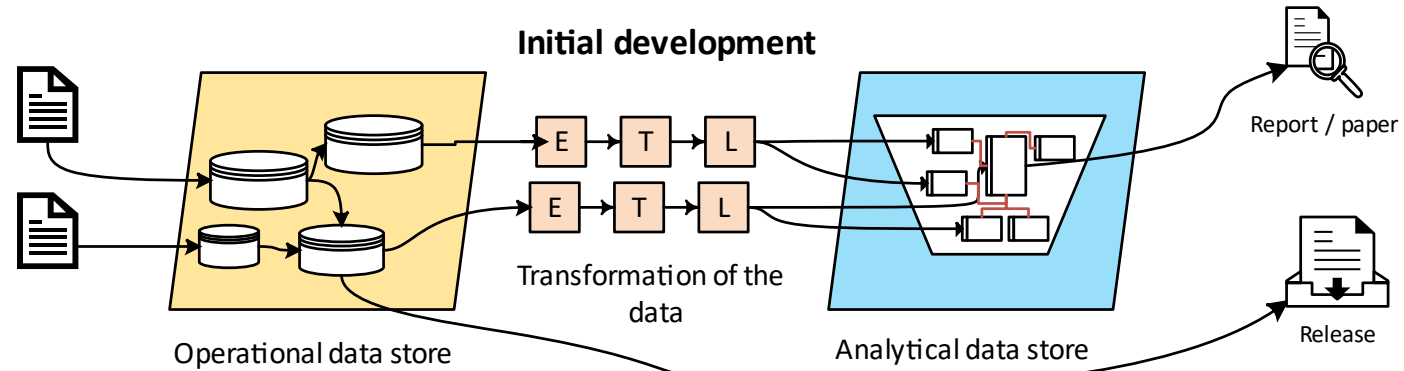 Initial development
Report / paper
E T L
E T L
Transformation of the
data
Operational data store
Analytical data store
Release